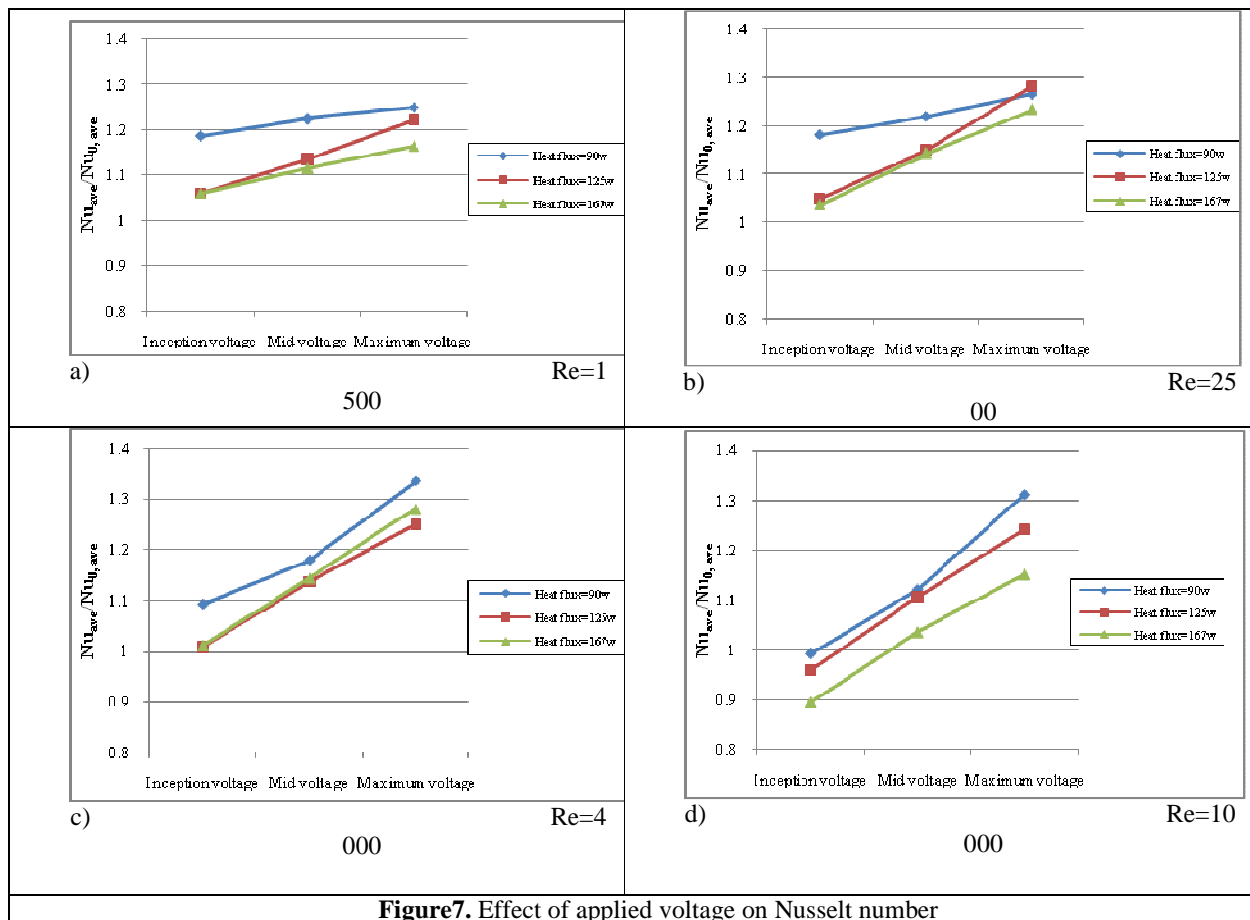 1.4
1.3
1.2
1.1
1
0.9
0.8
Nuave/Nu0, ave
Inception voltage Mid voltage Maximum voltage
Heat flux=90w
Heat flux=125w
Heat flux=167w
a) Re=1
500
1.4
1.3
1.2
1.1
1
0.9
0.8
Nuave/Nu0, ave
Inception voltage Mid voltage Maximum voltage
Heat flux=90w
Heat flux=125w
Heat flux=167w
b) Re=25
00
1.4
1.3
1.2
1.1
1
0.9
0.8
Nuave/Nu0, ave
Inception voltage Mid voltage Maximum voltage
Heat flux=90w
Heat flux=125w
Heat flux=167w
c) Re=4
000
1.4
1.3
1.2
1.1
1
0.9
0.8
Nuave/Nu0, ave
Inception voltage Mid voltage Maximum voltage
Heat flux=90w
Heat flux=125w
Heat flux=167w
d) Re=10
000
Figure7. Effect of applied voltage on Nusselt number